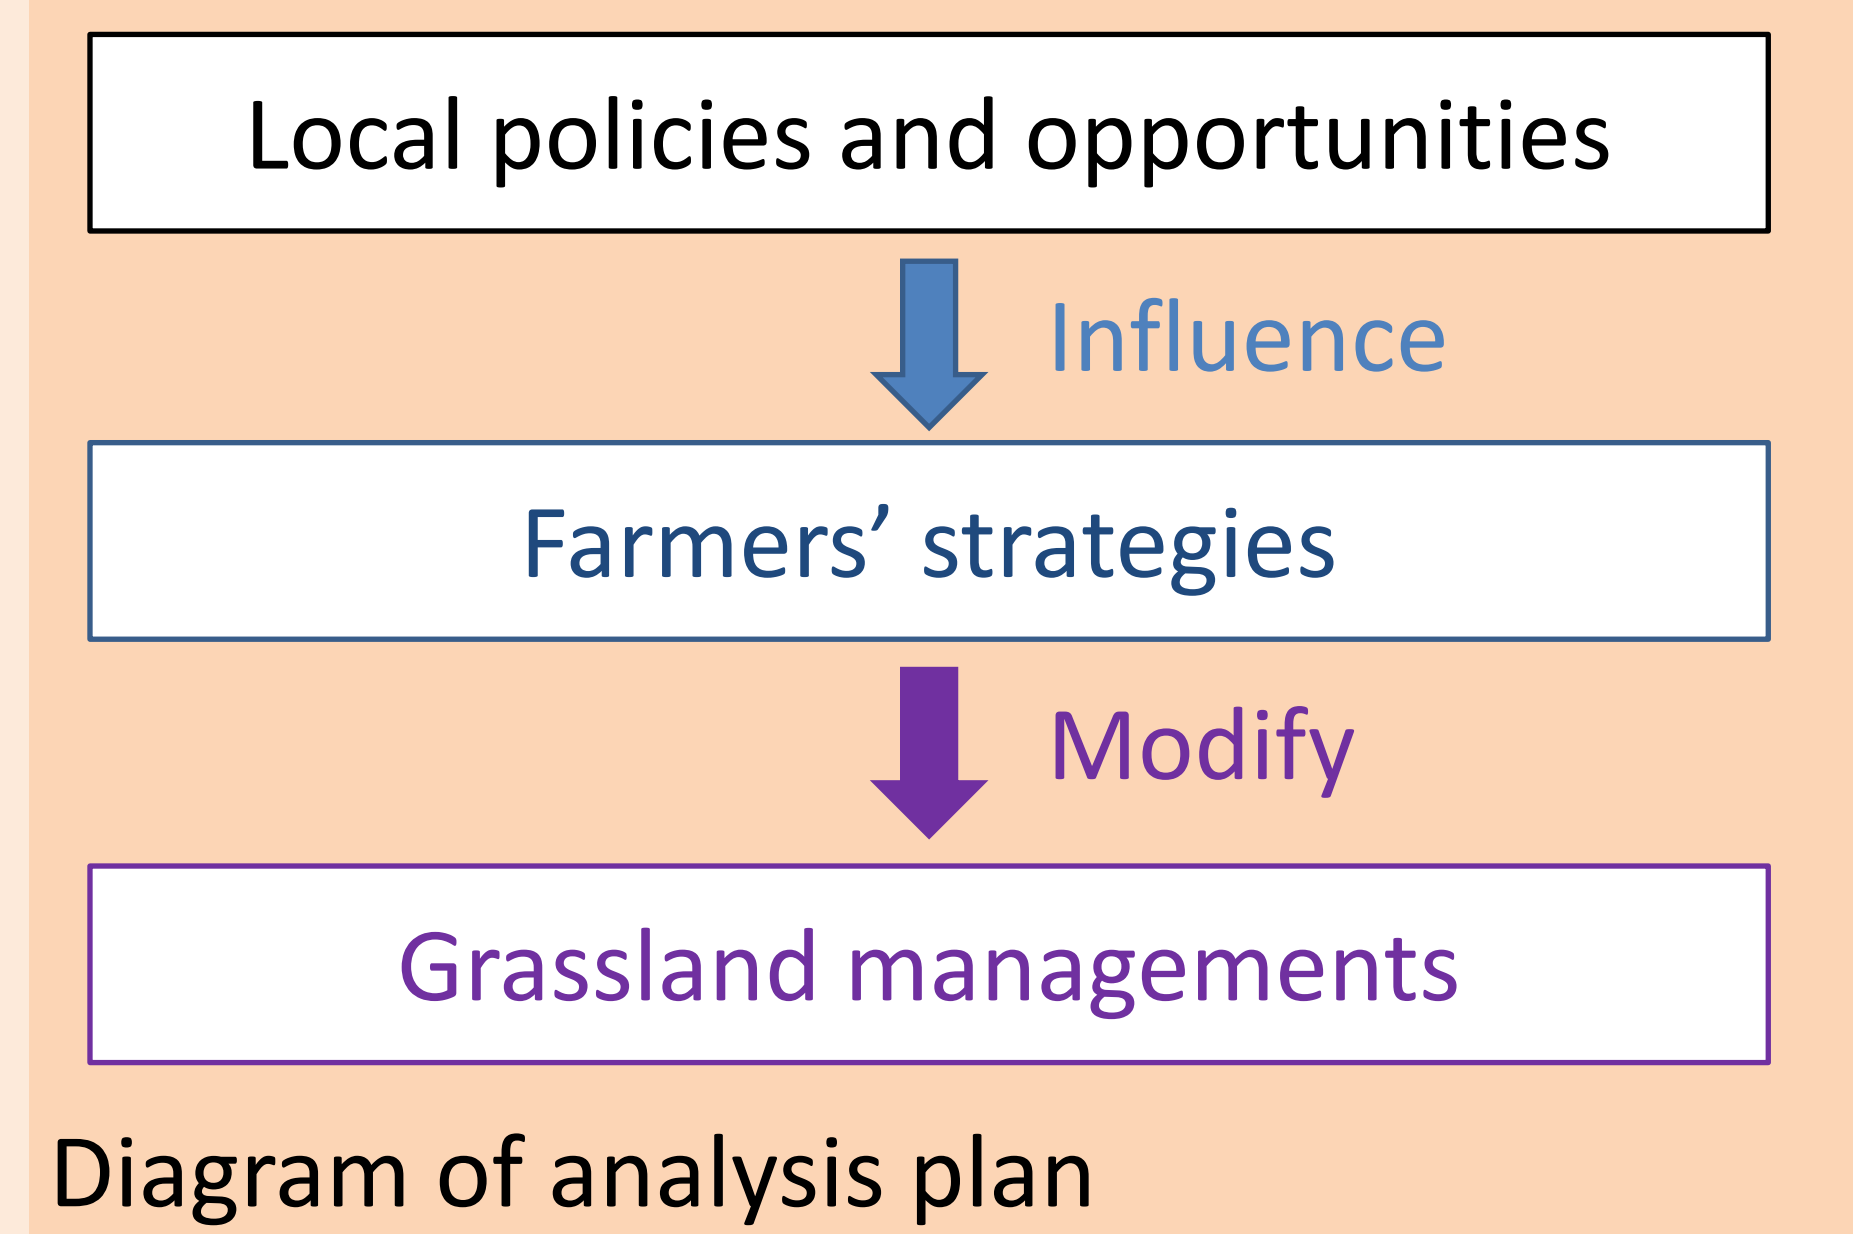 Local policies and opportunities
Influence
Farmers’ strategies
Modify
Grassland managements
Diagram of analysis plan